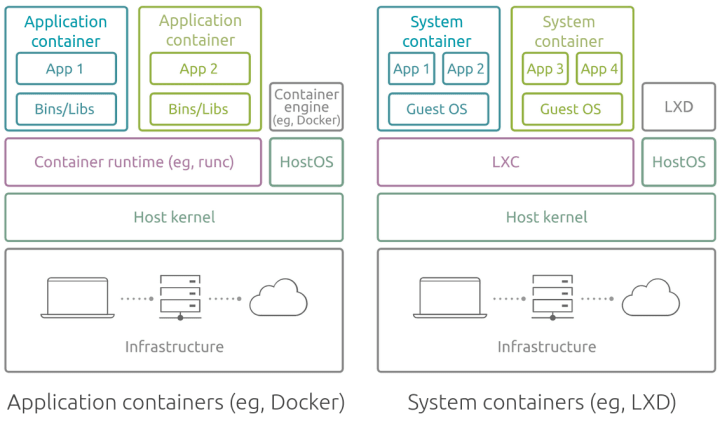 Application
container
App 1
Bins/Libs
Application
container
App 2
Bins/Libs
Container
engine
(eg, Docker)
Container runtime (eg, runc)
HostOS
Host kernel
Infrastructure
Application containers (eg, Docker)
System
container
App 1
App 2
Guest OS
System
container
App 3
App 4
Guest OS
LXD
LXC
HostOS
Host kernel
Infrastructure
System containers (eg, LXD)